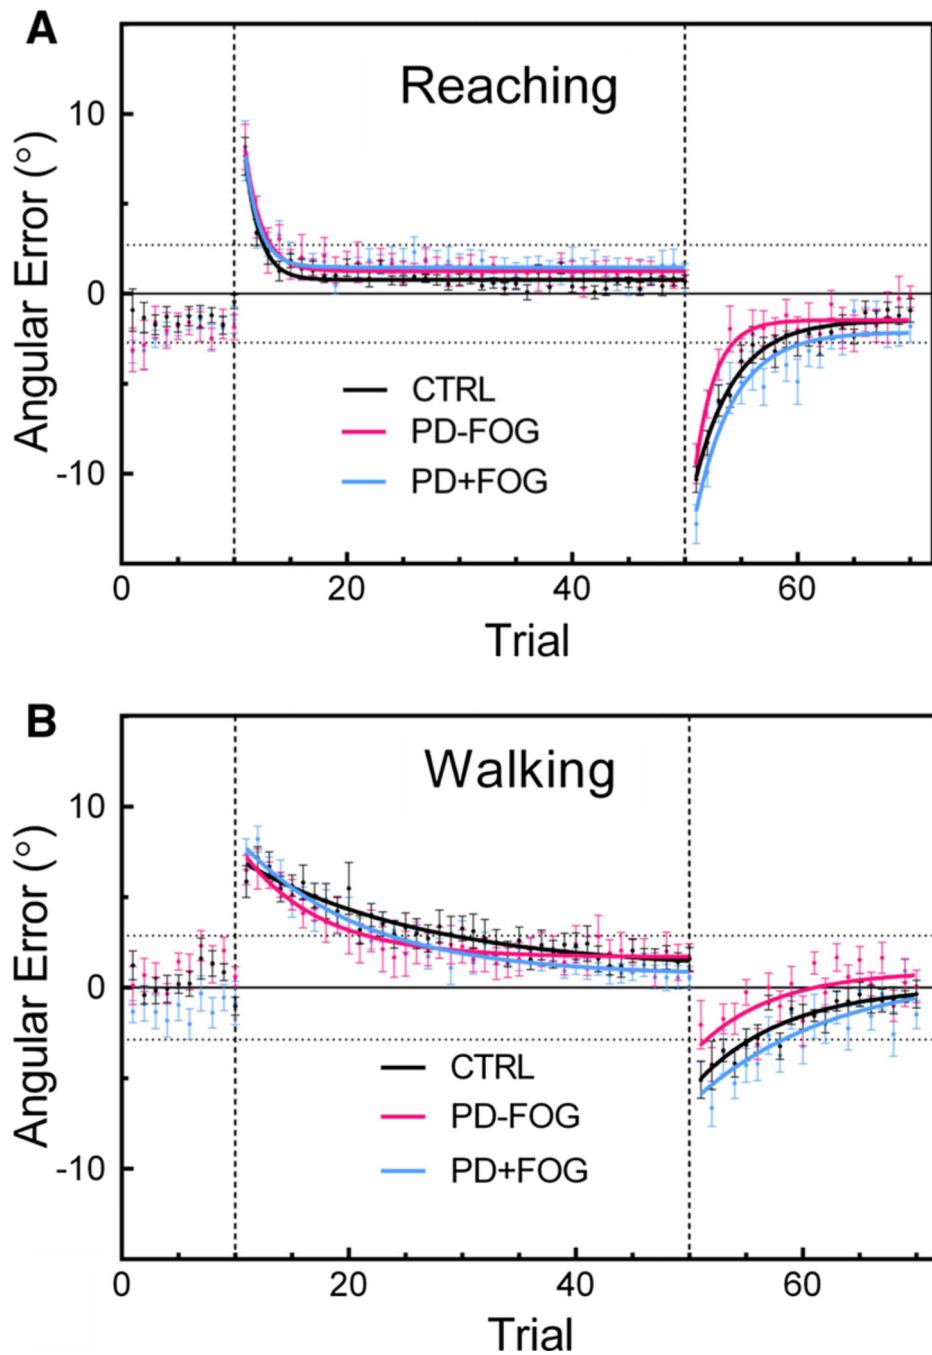 A
Reaching
Angular Error (°)
10
0
-10
CTRL
PD-FOG
PD+FOG
0
20
40
60
Trial
B
Walking
Angular Error (°)
10
0
-10
CTRL
PD-FOG
PD+FOG
0
20
40
60
Trial